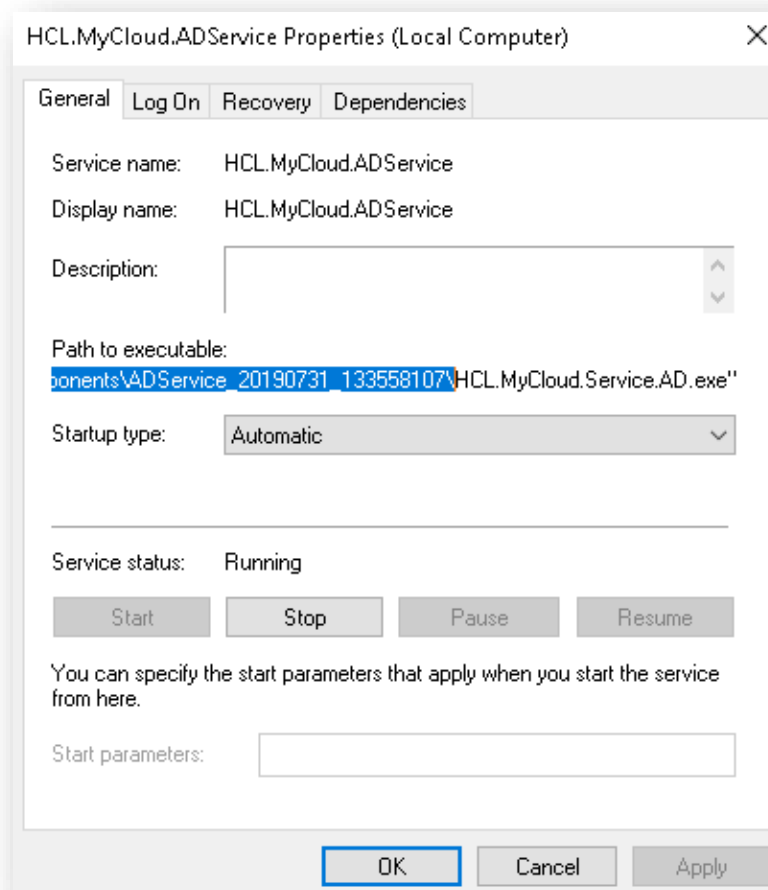 HCL.MyCloud.ADService Properties (Local Computer)
General Log On Recovery Dependencies
Service name: HCL.MyCloud.ADService
Display name: HCL.MyCloud.ADService
Description:
Path to executable:
ponents\ADService_20190731_133558107\HCL.MyCloud.Service.AD.exe"
Startup type: Automatic
Service status: Running
Start Stop Pause Resume
You can specify the start parameters that apply when you start the service
from here.
Start parameters:
OK Cancel Apply